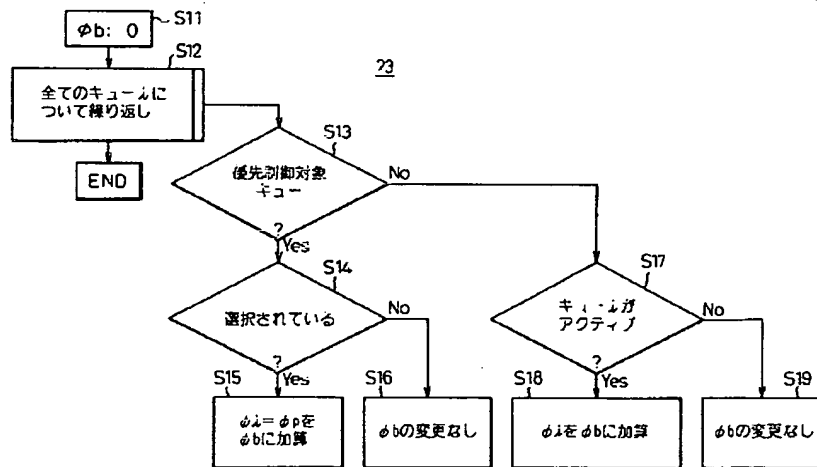 S11
φb: 0
S12
23
全てのキューiに
ついて繰り返し
END
S13
優先制御対象
キュー
?
No
Yes
S14
選択されている
?
No
Yes
S17
キューiが
アクティブ
?
No
Yes
S15
φi=φpを
φbに加算
S16
φbの変更なし
S18
φiをφbに加算
S19
φbの変更なし